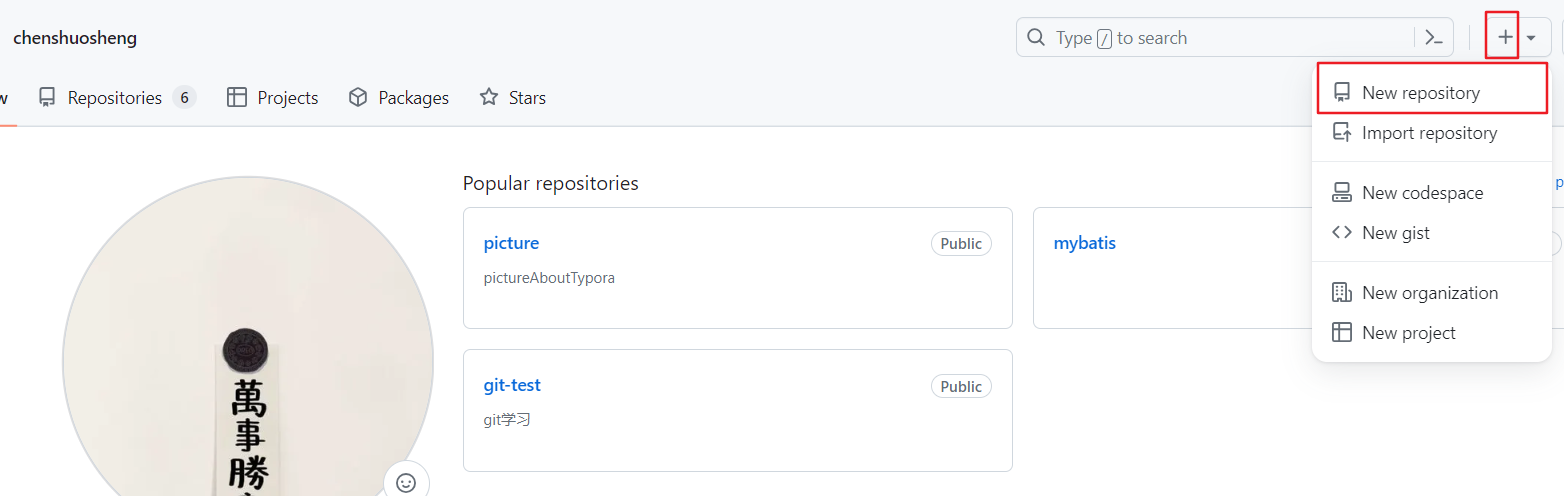 chenshuosheng
Type / to search
Repositories 6
Projects
Packages
Stars
New repository
Import repository
New codespace
New gist
New organization
New project
Popular repositories
picture
Public
pictureAboutTypora
mybatis
git-test
Public
git学习
萬事勝